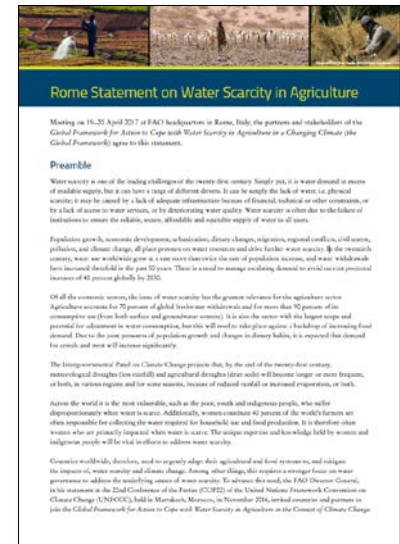 Rome Statement on Water Scarcity in Agriculture
Meeting on 19–20 April 2017 at FAO headquarters in Rome, Italy, the partners and stakeholders of the
Global Framework for Action to Cope with Water Scarcity in Agriculture in a Changing Climate (the
Global Framework) agree to this statement.
Preamble
Water scarcity is one of the leading challenges of the twenty-first century. Simply put, it is water demand in excess
of available supply, but it can have a range of different drivers. It can be simply the lack of water, i.e. physical
scarcity; it may be caused by a lack of adequate infrastructure because of financial, technical or other constraints, or
by a lack of access to water services, or by deteriorating water quality. Water scarcity is often due to the failure of
institutions to ensure the reliable, secure, affordable and equitable supply of water to all users.
Population growth, economic development, urbanization, dietary changes, migration, regional conflicts, civil unrest,
pollution, and climate change, all place pressure on water resources and drive further water scarcity. In the twentieth
century, water use worldwide grew at a rate more than twice the rate of population increase, and water withdrawals
have increased threefold in the past 50 years. There is a need to manage escalating demand to avoid current projected
increases of 40 percent globally by 2030.
Of all the economic sectors, the issue of water scarcity has the greatest relevance for the agriculture sector.
Agriculture accounts for 70 percent of global freshwater withdrawals and for more than 90 percent of its
consumptive use (from both surface and groundwater sources). It is also the sector with the largest scope and
potential for adjustment in water consumption, but this will need to take place against a backdrop of increasing food
demand. Due to the joint pressures of population growth and changes in dietary habits, it is expected that demand
for cereals and meat will increase significantly.
The Intergovernmental Panel on Climate Change projects that, by the end of the twenty-first century,
meteorological droughts (less rainfall) and agricultural droughts (drier soils) will become longer or more frequent,
or both, in various regions and for some seasons, because of reduced rainfall or increased evaporation, or both.
Across the world it is the most vulnerable, such as the poor, youth and indigenous people, who suffer
disproportionately when water is scarce. Additionally, women constitute 43 percent of the world's farmers are
often responsible for collecting the water required for household use and food production. It is therefore often
women who are primarily impacted when water is scarce. The unique expertise and knowledge held by women and
indigenous people will be vital in efforts to address water scarcity.
Countries worldwide, therefore, need to urgently adapt their agricultural and food systems to, and mitigate
the impacts of, water scarcity and climate change. Among other things, this requires a stronger focus on water
governance to address the underlying causes of water scarcity. To advance this need, the FAO Director General,
in his statement at the 22nd Conference of the Parties (COP22) of the United Nations Framework Convention on
Climate Change (UNFCCC), held in Marrakech, Morocco, in November 2016, invited countries and partners to
join the Global Framework for Action to Cope with Water Scarcity in Agriculture in the Context of Climate Change.